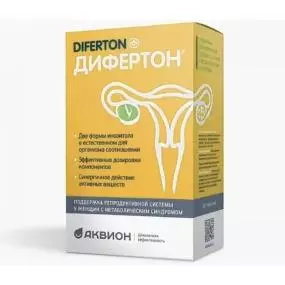 DIFERTON
ДИФЕРТОН®
• Две формы инозитола
в естественном для
организма соотношении
• Эффективные дозировки
компонентов
• Синергичное действие
активных веществ
ПОДДЕРЖКА РЕПРОДУКТИВНОЙ СИСТЕМЫ
У ЖЕНЩИН С МЕТАБОЛИЧЕСКИМ СИНДРОМОМ
АКВИОН
эффективность